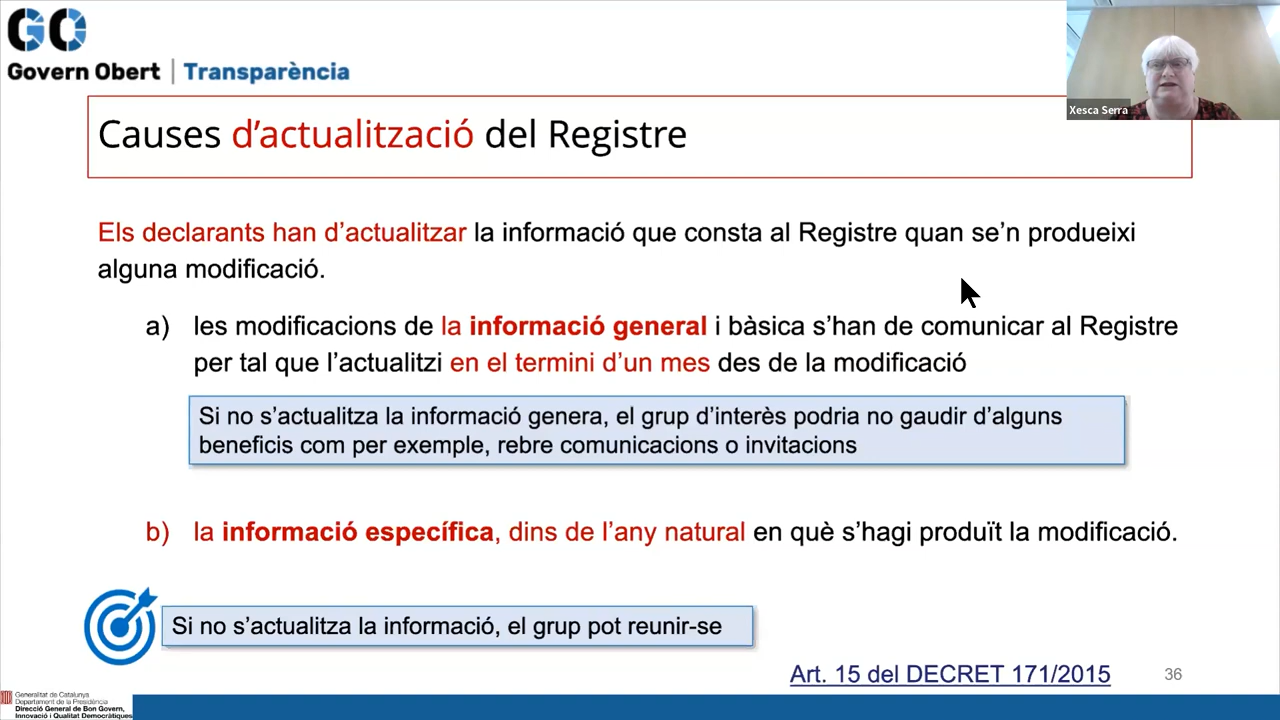 GO
Govern Obert | Transparència
Xesca Serra
Causes d’actualització del Registre
Els declarants han d’actualitzar la informació que consta al Registre quan se’n produeixi
alguna modificació.
a) les modificacions de la informació general i bàsica s’han de comunicar al Registre
per tal que l’actualitzi en el termini d’un mes des de la modificació
Si no s’actualitza la informació genera, el grup d’interès podria no gaudir d’alguns
beneficis com per exemple, rebre comunicacions o invitacions
b) la informació específica, dins de l’any natural en què s’hagi produït la modificació.
Si no s’actualitza la informació, el grup pot reunir-se
Art. 15 del DECRET 171/2015
36
Generalitat de Catalunya
Departament de la Presidència
Direcció General de Bon Govern,
Innovació i Qualitat Democràtiques